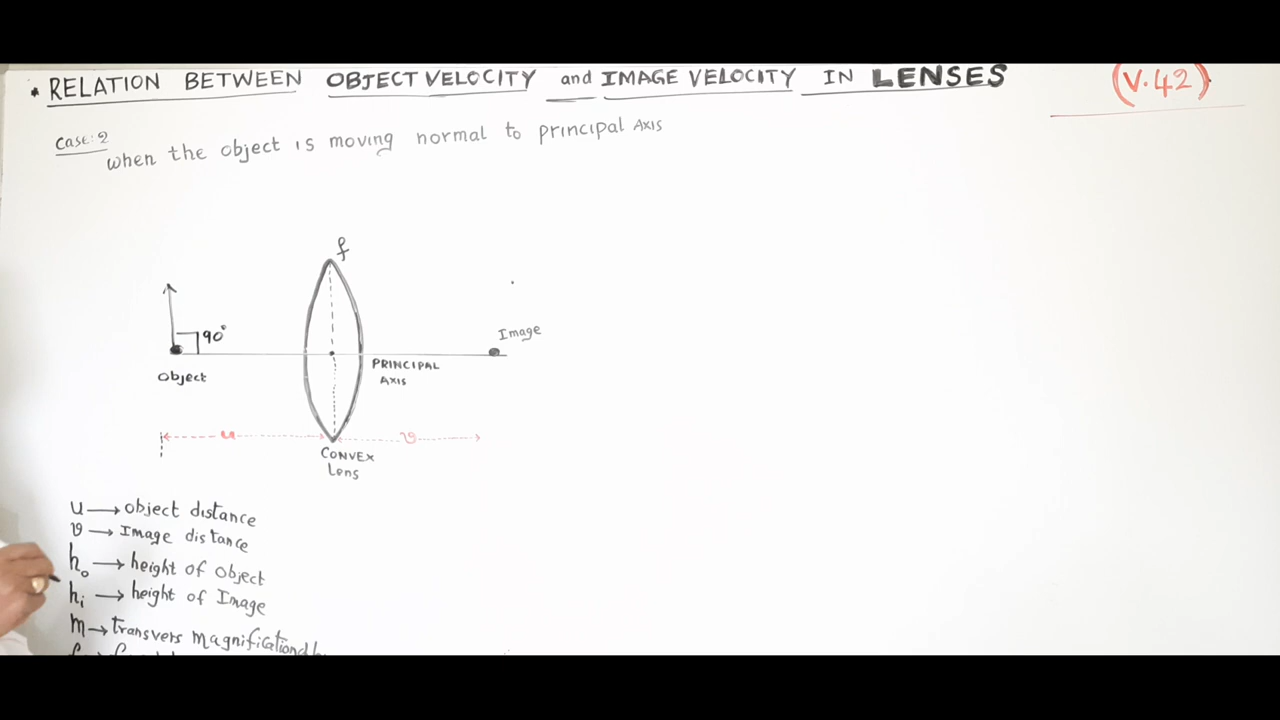 • RELATION BETWEEN OBJECT VELOCITY and IMAGE VELOCITY IN LENSES
(V.42)
Case:2
when the object is moving normal to principal AXIS
f
90°
Image
PRINCIPAL
AXIS
Object
u
v
CONVEX
Lens
u → object distance
v → Image distance
ho → height of object
hi → height of Image
m → transvers magnification